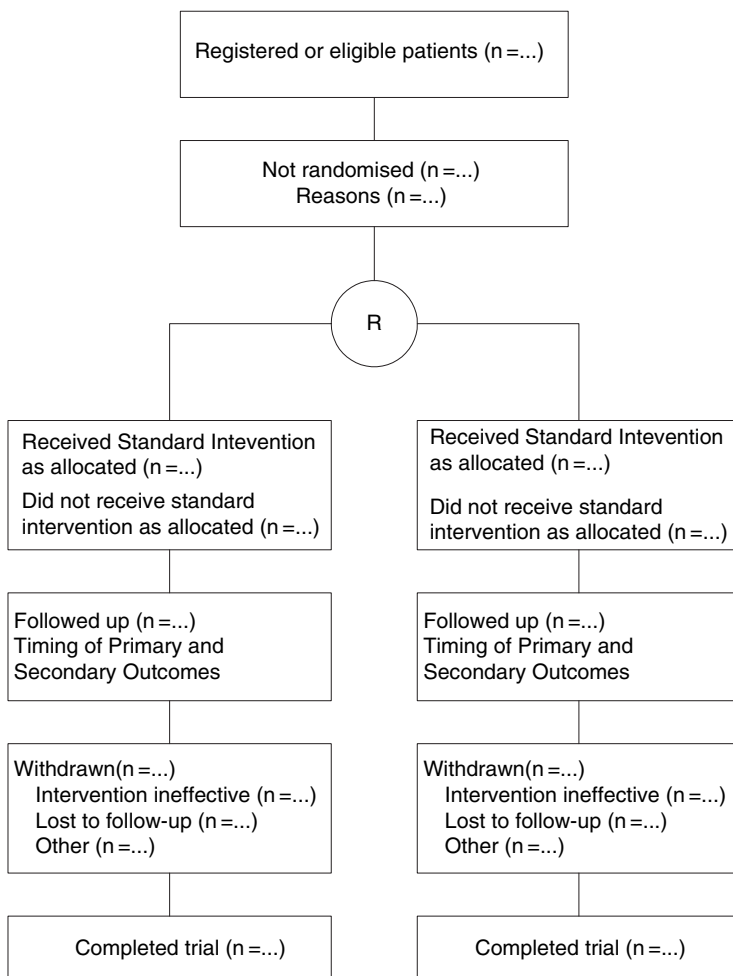 Registered or eligible patients (n=...)
Not randomised (n=...)
Reasons (n=...)
R
Received Standard Intevention
as allocated (n=...)
Did not receive standard
intervention as allocated (n=...)
Followed up (n=...)
Timing of Primary and
Secondary Outcomes
Withdrawn(n=...)
Intervention ineffective (n=...)
Lost to follow-up (n=...)
Other (n=...)
Completed trial (n=...)
Received Standard Intevention
as allocated (n=...)
Did not receive standard
intervention as allocated (n=...)
Followed up (n=...)
Timing of Primary and
Secondary Outcomes
Withdrawn(n=...)
Intervention ineffective (n=...)
Lost to follow-up (n=...)
Other (n=...)
Completed trial (n=...)